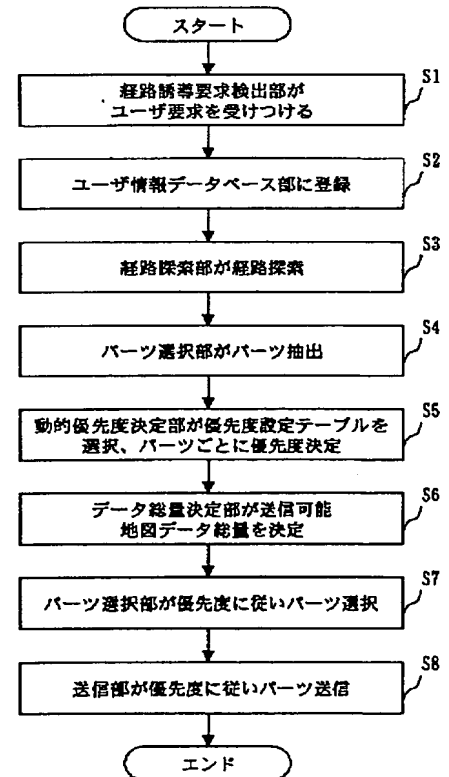 スタート
S1
経路誘導要求検出部が
ユーザ要求を受けつける
S2
ユーザ情報データベース部に登録
S3
経路探索部が経路探索
S4
パーツ選択部がパーツ抽出
S5
動的優先度決定部が優先度設定テーブルを
選択、パーツごとに優先度決定
S6
データ総量決定部が送信可能
地図データ総量を決定
S7
パーツ選択部が優先度に従いパーツ選択
S8
送信部が優先度に従いパーツ送信
エンド